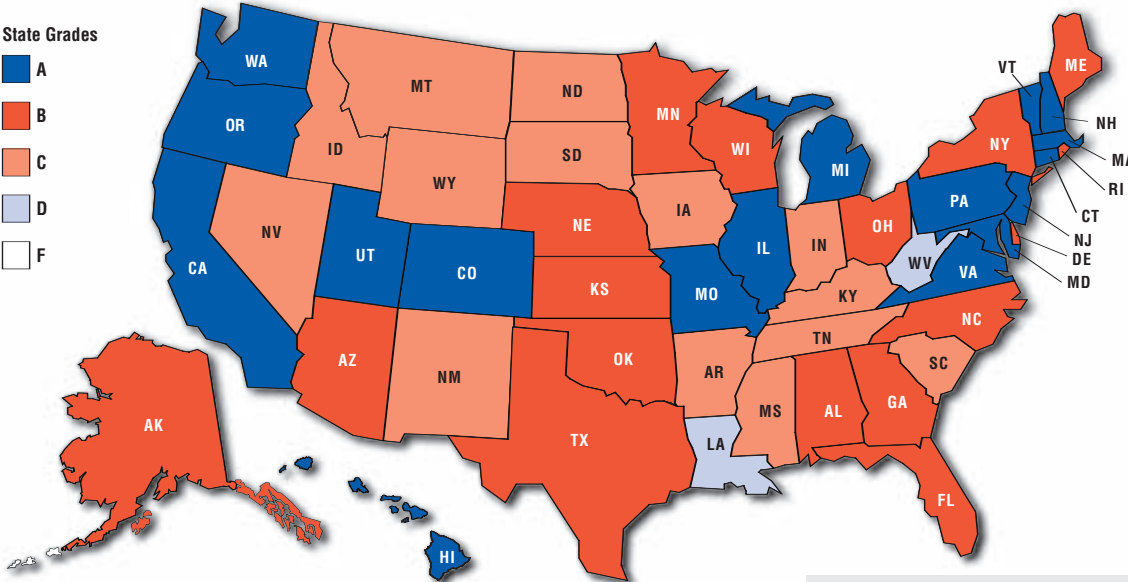 State Grades
A
B
C
D
F
WA
OR
CA
ID
NV
MT
WY
UT
CO
AZ
NM
ND
SD
NE
KS
OK
TX
MN
IA
MO
AR
LA
WI
IL
MI
IN
OH
KY
TN
MS
AL
GA
FL
SC
NC
VA
WV
PA
NY
VT
ME
NH
MA
RI
CT
NJ
DE
MD
AK
HI